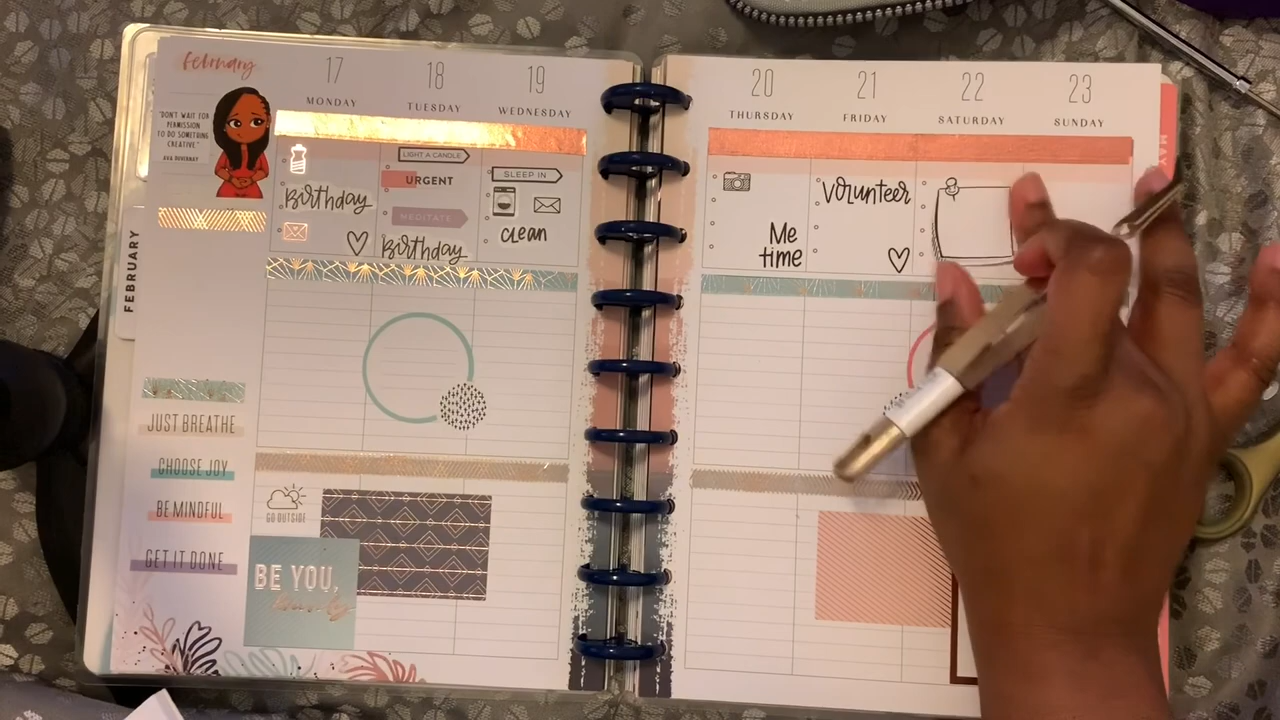 february
"DON'T WAIT FOR
PERMISSION
TO DO SOMETHING
CREATIVE."
AVA DUVERNAY
FEBRUARY
JUST BREATHE
CHOOSE JOY
BE MINDFUL
GET IT DONE
17
MONDAY
Birthday
18
TUESDAY
LIGHT A CANDLE
URGENT
MEDITATE
Birthday
19
WEDNESDAY
SLEEP IN
clean
GO OUTSIDE
BE YOU,
20
THURSDAY
Me
time
21
FRIDAY
volunteer
22
SATURDAY
23
SUNDAY
MAY